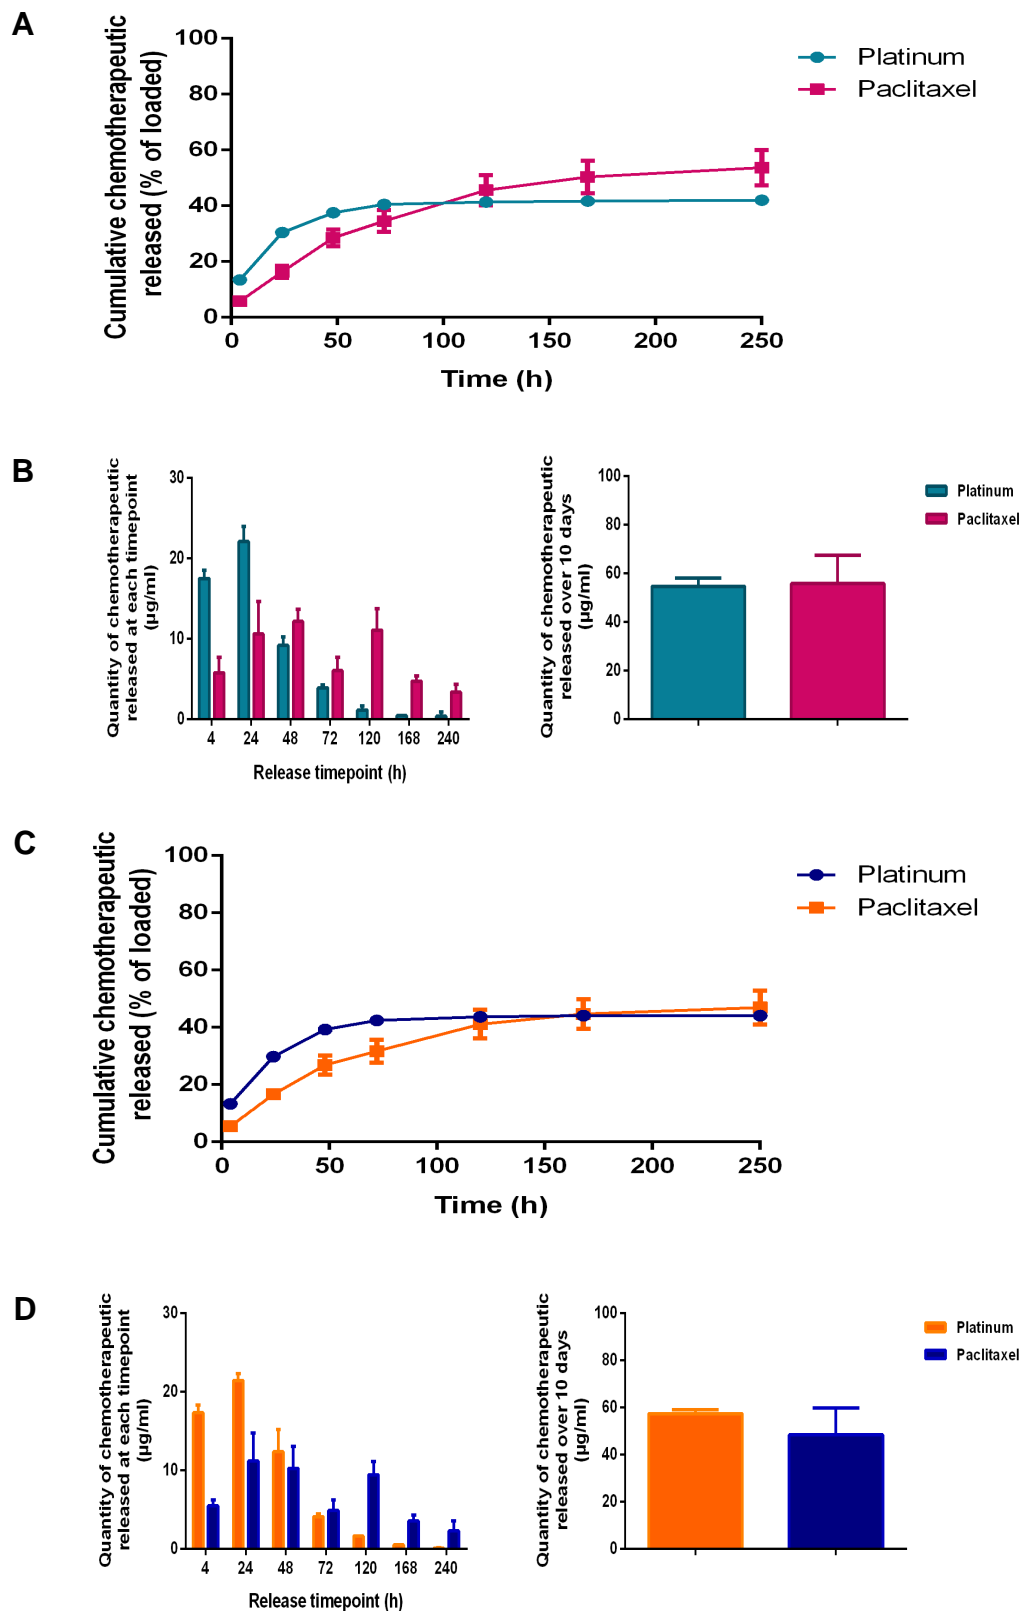 A
Cumulative chemotherapeutic
released (% of loaded)
100
80
60
40
20
0
0 50 100 150 200 250
Time (h)
Platinum
Paclitaxel
B
Quantity of chemotherapeutic
released at each timepoint
(µg/ml)
30
20
10
0
4 24 48 72 120 168 240
Release timepoint (h)
Quantity of chemotherapeutic
released over 10 days
(µg/ml)
100
80
60
40
20
0
Platinum
Paclitaxel
C
Cumulative chemotherapeutic
released (% of loaded)
100
80
60
40
20
0
0 50 100 150 200 250
Time (h)
Platinum
Paclitaxel
D
Quantity of chemotherapeutic
released at each timepoint
(µg/ml)
30
20
10
0
4 24 48 72 120 168 240
Release timepoint (h)
Quantity of chemotherapeutic
released over 10 days
(µg/ml)
100
80
60
40
20
0
Platinum
Paclitaxel